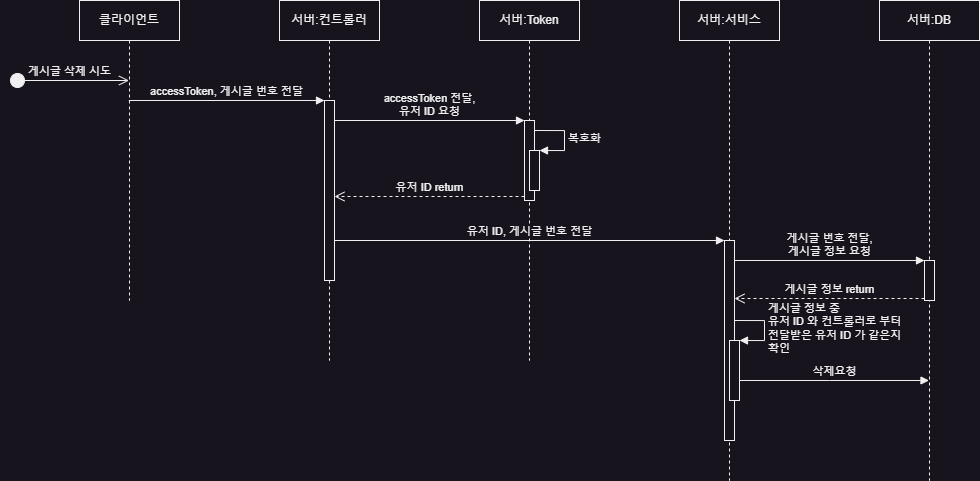 클라이언트
서버:컨트롤러
서버:Token
서버:서비스
서버:DB
게시글 삭제 시도
accessToken, 게시글 번호 전달
accessToken 전달,
유저 ID 요청
복호화
유저 ID return
유저 ID, 게시글 번호 전달
게시글 번호 전달,
게시글 정보 요청
게시글 정보 return
게시글 정보 중
유저 ID 와 컨트롤러로 부터
전달받은 유저 ID 가 같은지
확인
삭제요청